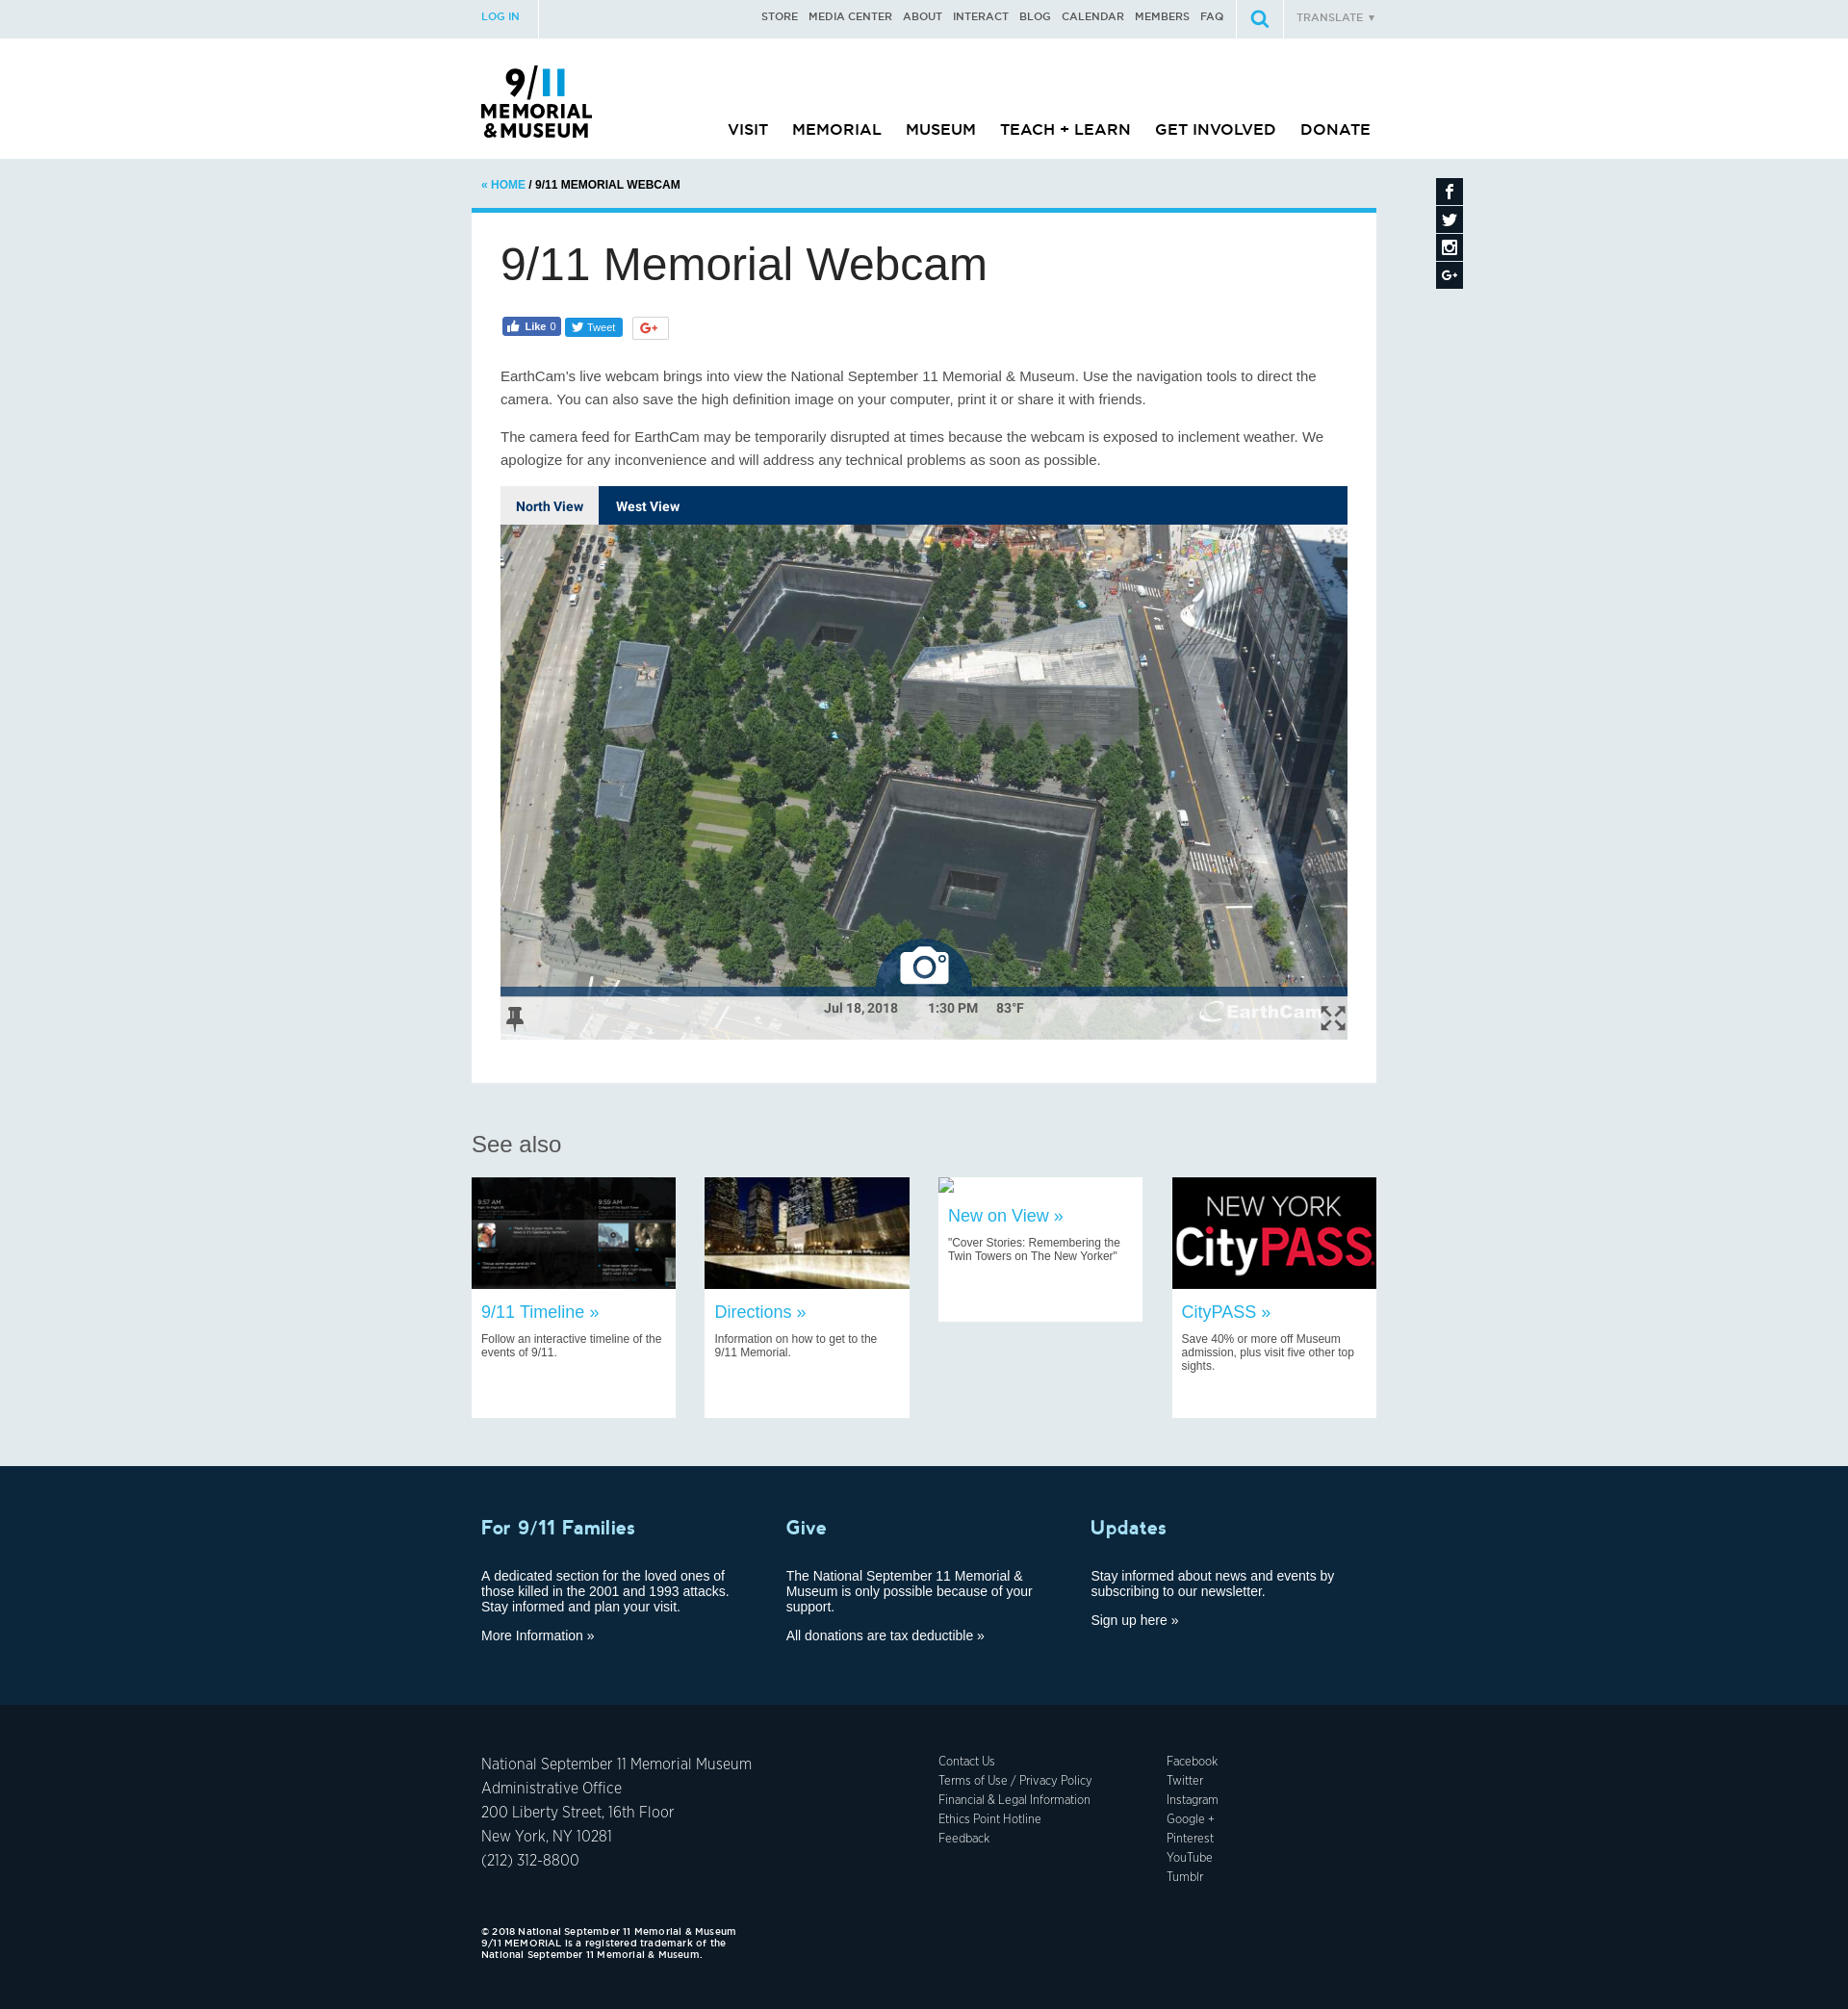 LOG IN
STORE MEDIA CENTER ABOUT INTERACT BLOG CALENDAR MEMBERS FAQ
TRANSLATE ▼
9/11
MEMORIAL
& MUSEUM
VISIT MEMORIAL MUSEUM TEACH + LEARN GET INVOLVED DONATE
« HOME / 9/11 MEMORIAL WEBCAM
9/11 Memorial Webcam
Like 0
Tweet
G+
EarthCam's live webcam brings into view the National September 11 Memorial & Museum. Use the navigation tools to direct the
camera. You can also save the high definition image on your computer, print it or share it with friends.
The camera feed for EarthCam may be temporarily disrupted at times because the webcam is exposed to inclement weather. We
apologize for any inconvenience and will address any technical problems as soon as possible.
North View West View
Jul 18, 2018 1:30 PM 83°F
EarthCam
See also
9:57 AM
9:59 AM
NEW YORK
CityPASS
9/11 Timeline »
Follow an interactive timeline of the
events of 9/11.
Directions »
Information on how to get to the
9/11 Memorial.
New on View »
"Cover Stories: Remembering the
Twin Towers on The New Yorker"
CityPASS »
Save 40% or more off Museum
admission, plus visit five other top
sights.
For 9/11 Families
A dedicated section for the loved ones of
those killed in the 2001 and 1993 attacks.
Stay informed and plan your visit.
More Information »
Give
The National September 11 Memorial &
Museum is only possible because of your
support.
All donations are tax deductible »
Updates
Stay informed about news and events by
subscribing to our newsletter.
Sign up here »
National September 11 Memorial Museum
Administrative Office
200 Liberty Street, 16th Floor
New York, NY 10281
(212) 312-8800
Contact Us
Terms of Use / Privacy Policy
Financial & Legal Information
Ethics Point Hotline
Feedback
Facebook
Twitter
Instagram
Google +
Pinterest
YouTube
Tumblr
© 2018 National September 11 Memorial & Museum
9/11 MEMORIAL is a registered trademark of the
National September 11 Memorial & Museum.